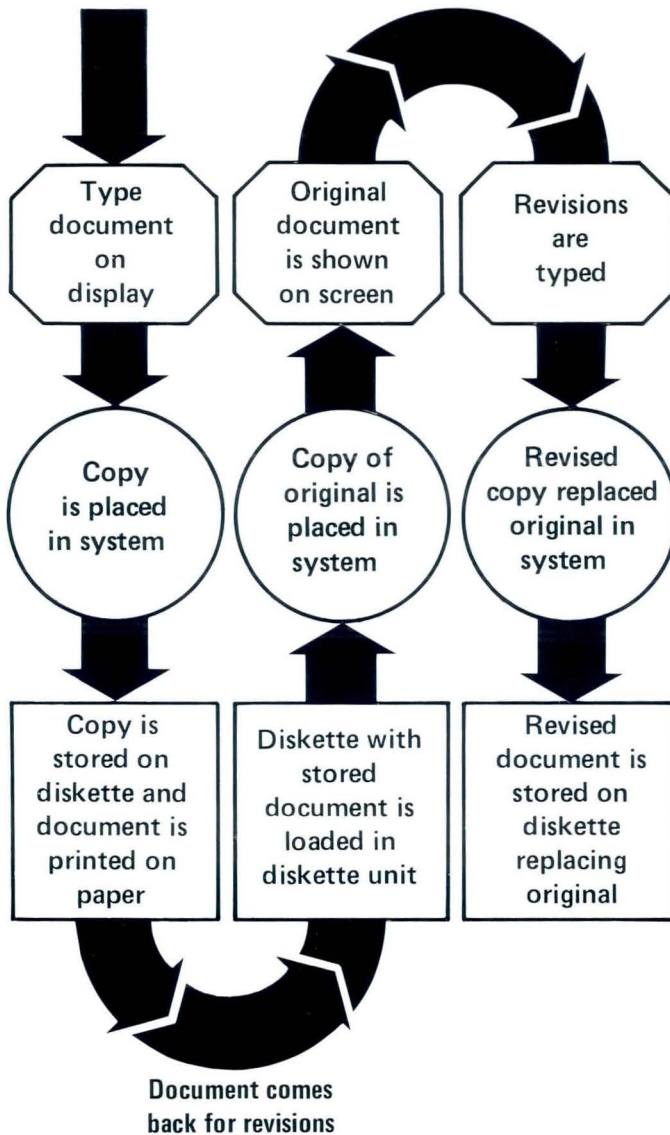 Type
document
on
display
Copy
is placed
in system
Copy is
stored on
diskette and
document is
printed on
paper
Document comes
back for revisions
Diskette with
stored
document is
loaded in
diskette unit
Copy of
original is
placed in
system
Original
document
is shown
on screen
Revisions
are
typed
Revised
copy replaced
original in
system
Revised
document is
stored on
diskette
replacing
original